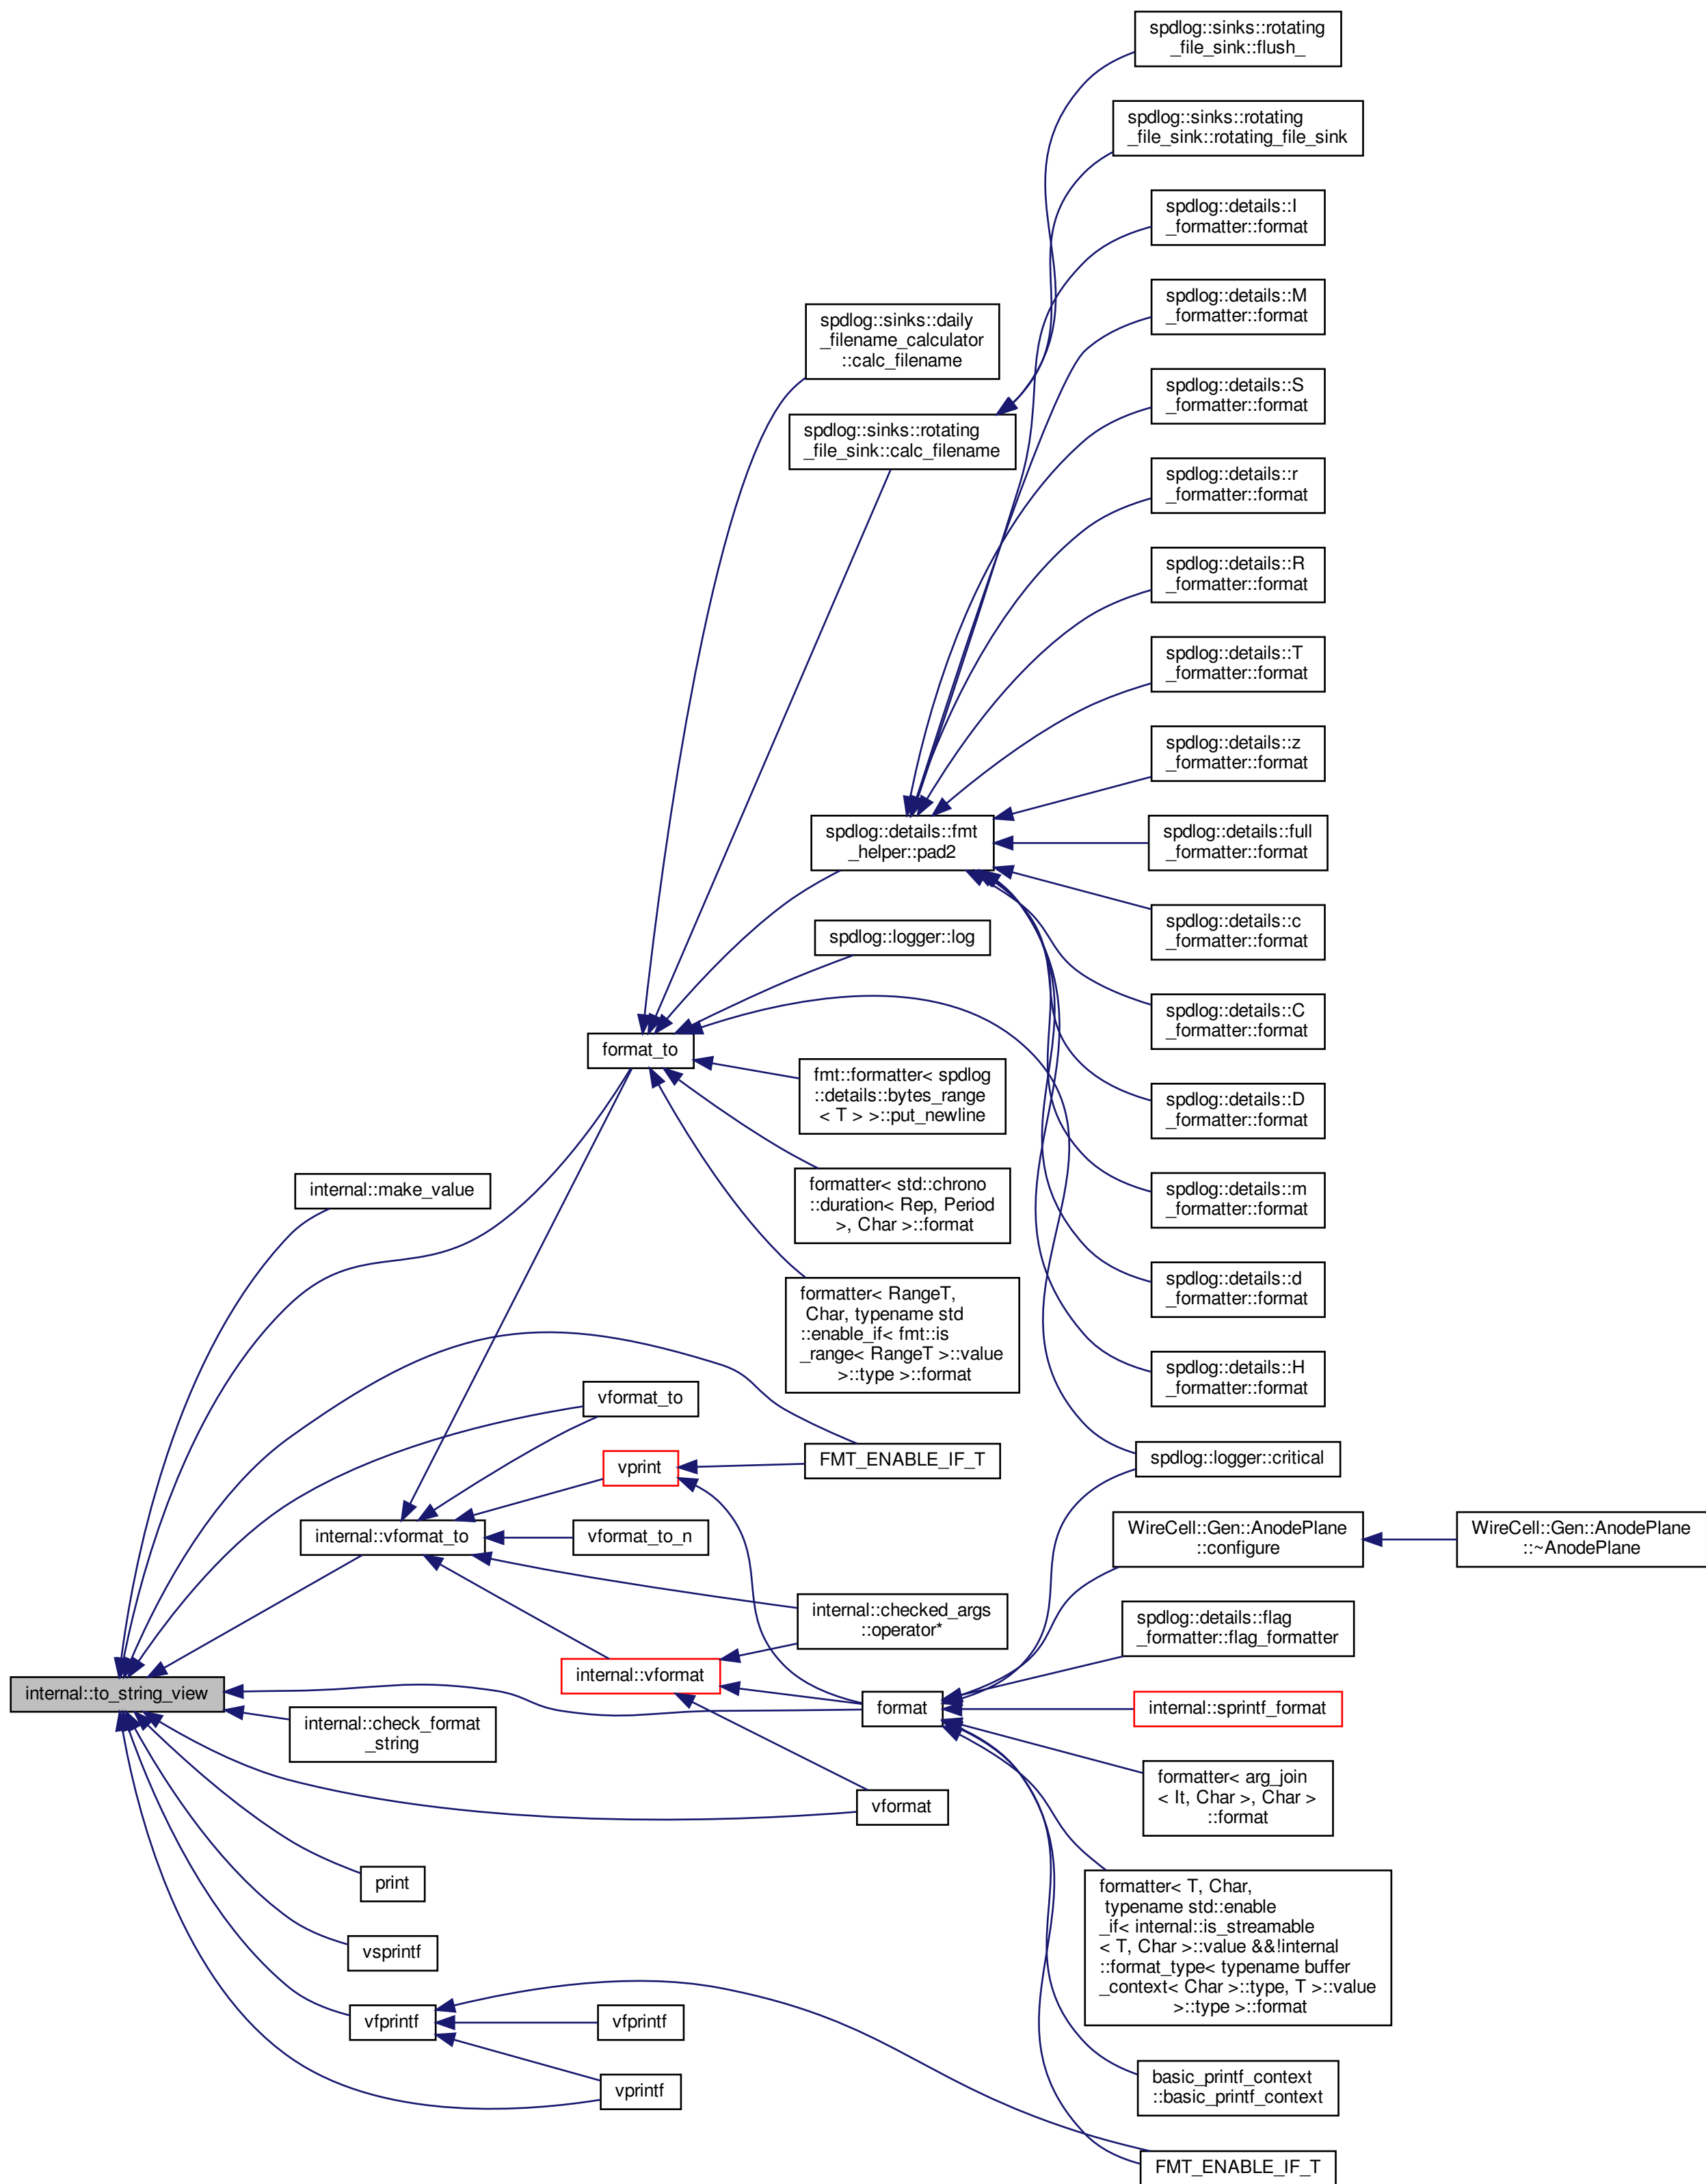 spdlog::sinks::rotating
_file_sink::flush_
spdlog::sinks::rotating
_file_sink::rotating_file_sink
spdlog::details::I
_formatter::format
spdlog::details::M
_formatter::format
spdlog::sinks::daily
_filename_calculator
::calc_filename
spdlog::details::S
_formatter::format
spdlog::sinks::rotating
_file_sink::calc_filename
spdlog::details::r
_formatter::format
spdlog::details::R
_formatter::format
spdlog::details::T
_formatter::format
spdlog::details::z
_formatter::format
spdlog::details::fmt
_helper::pad2
spdlog::details::full
_formatter::format
spdlog::details::c
_formatter::format
spdlog::logger::log
spdlog::details::C
_formatter::format
format_to
fmt::formatter< spdlog
::details::bytes_range
< T > >::put_newline
spdlog::details::D
_formatter::format
internal::make_value
formatter< std::chrono
::duration< Rep, Period
>, Char >::format
spdlog::details::m
_formatter::format
spdlog::details::d
_formatter::format
formatter< RangeT,
Char, typename std
::enable_if< fmt::is
_range< RangeT >::value
>::type >::format
spdlog::details::H
_formatter::format
vformat_to
vprint
FMT_ENABLE_IF_T
spdlog::logger::critical
internal::vformat_to
vformat_to_n
WireCell::Gen::AnodePlane
::configure
WireCell::Gen::AnodePlane
::~AnodePlane
internal::checked_args
::operator*
spdlog::details::flag
_formatter::flag_formatter
internal::vformat
internal::to_string_view
format
internal::sprintf_format
internal::check_format
_string
formatter< arg_join
< It, Char >, Char >
::format
vformat
print
formatter< T, Char,
typename std::enable
_if< internal::is_streamable
< T, Char >::value &&!internal
::format_type< typename buffer
_context< Char >::type, T >::value
>::type >::format
vsprintf
vfprintf
vfprintf
vprintf
basic_printf_context
::basic_printf_context
FMT_ENABLE_IF_T